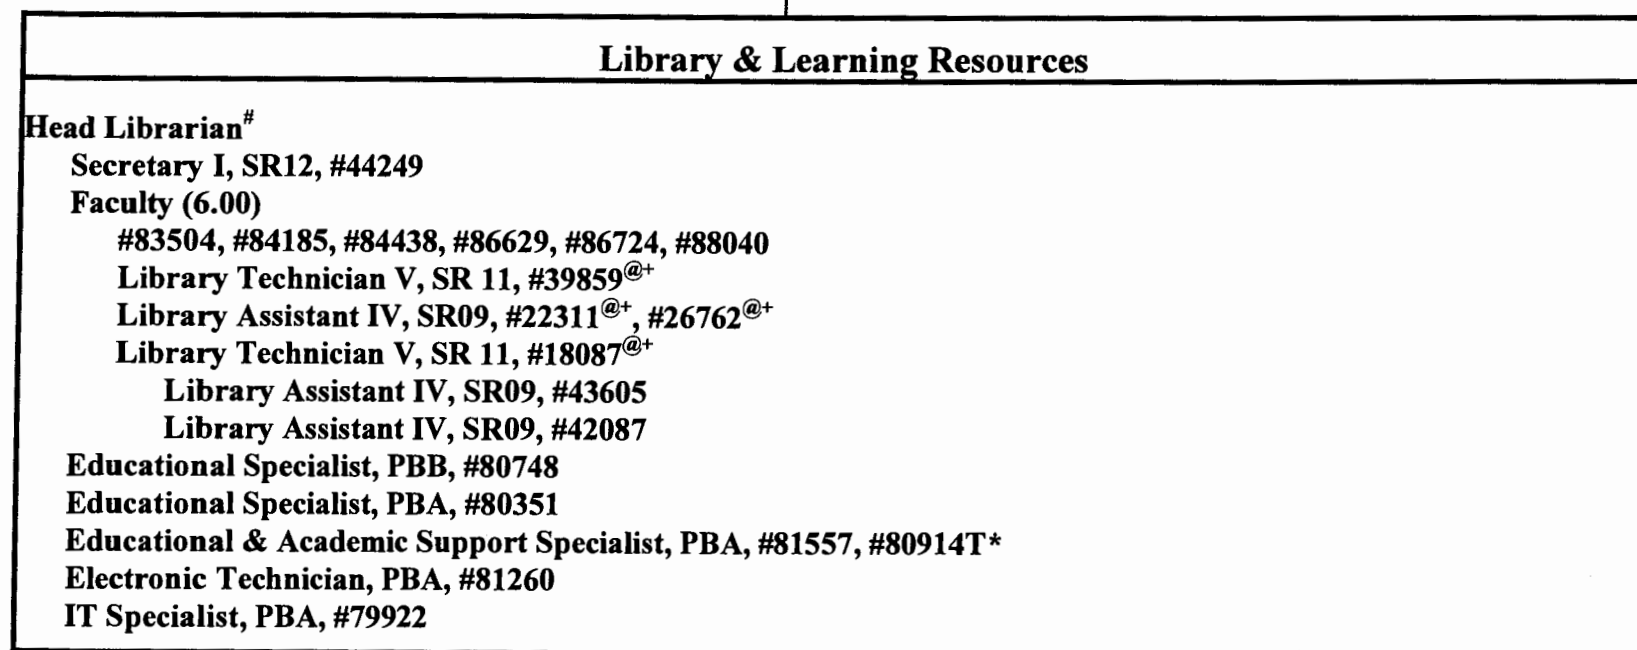 Library & Learning Resources
Head Librarian#
Secretary I, SR12, #44249
Faculty (6.00)
#83504, #84185, #84438, #86629, #86724, #88040
Library Technician V, SR 11, #39859@+
Library Assistant IV, SR09, #22311@+, #26762@+
Library Technician V, SR 11, #18087@+
Library Assistant IV, SR09, #43605
Library Assistant IV, SR09, #42087
Educational Specialist, PBB, #80748
Educational Specialist, PBA, #80351
Educational & Academic Support Specialist, PBA, #81557, #80914T*
Electronic Technician, PBA, #81260
IT Specialist, PBA, #79922